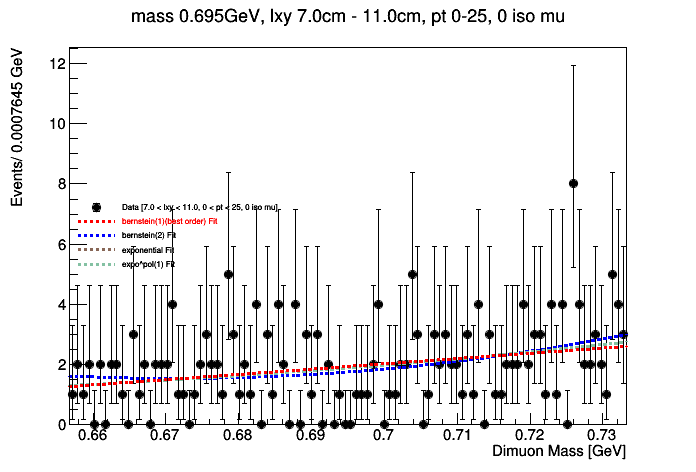 mass 0.695GeV, lxy 7.0cm - 11.0cm, pt 0-25, 0 iso mu
Events/ 0.0007645 GeV
12
10
8
6
4
2
0
Data [7.0 < lxy < 11.0, 0 < pt < 25, 0 iso mu]
bernstein(1)(best order) Fit
bernstein(2) Fit
exponential Fit
expo*pol(1) Fit
0.66 0.67 0.68 0.69 0.7 0.71 0.72 0.73
Dimuon Mass [GeV]